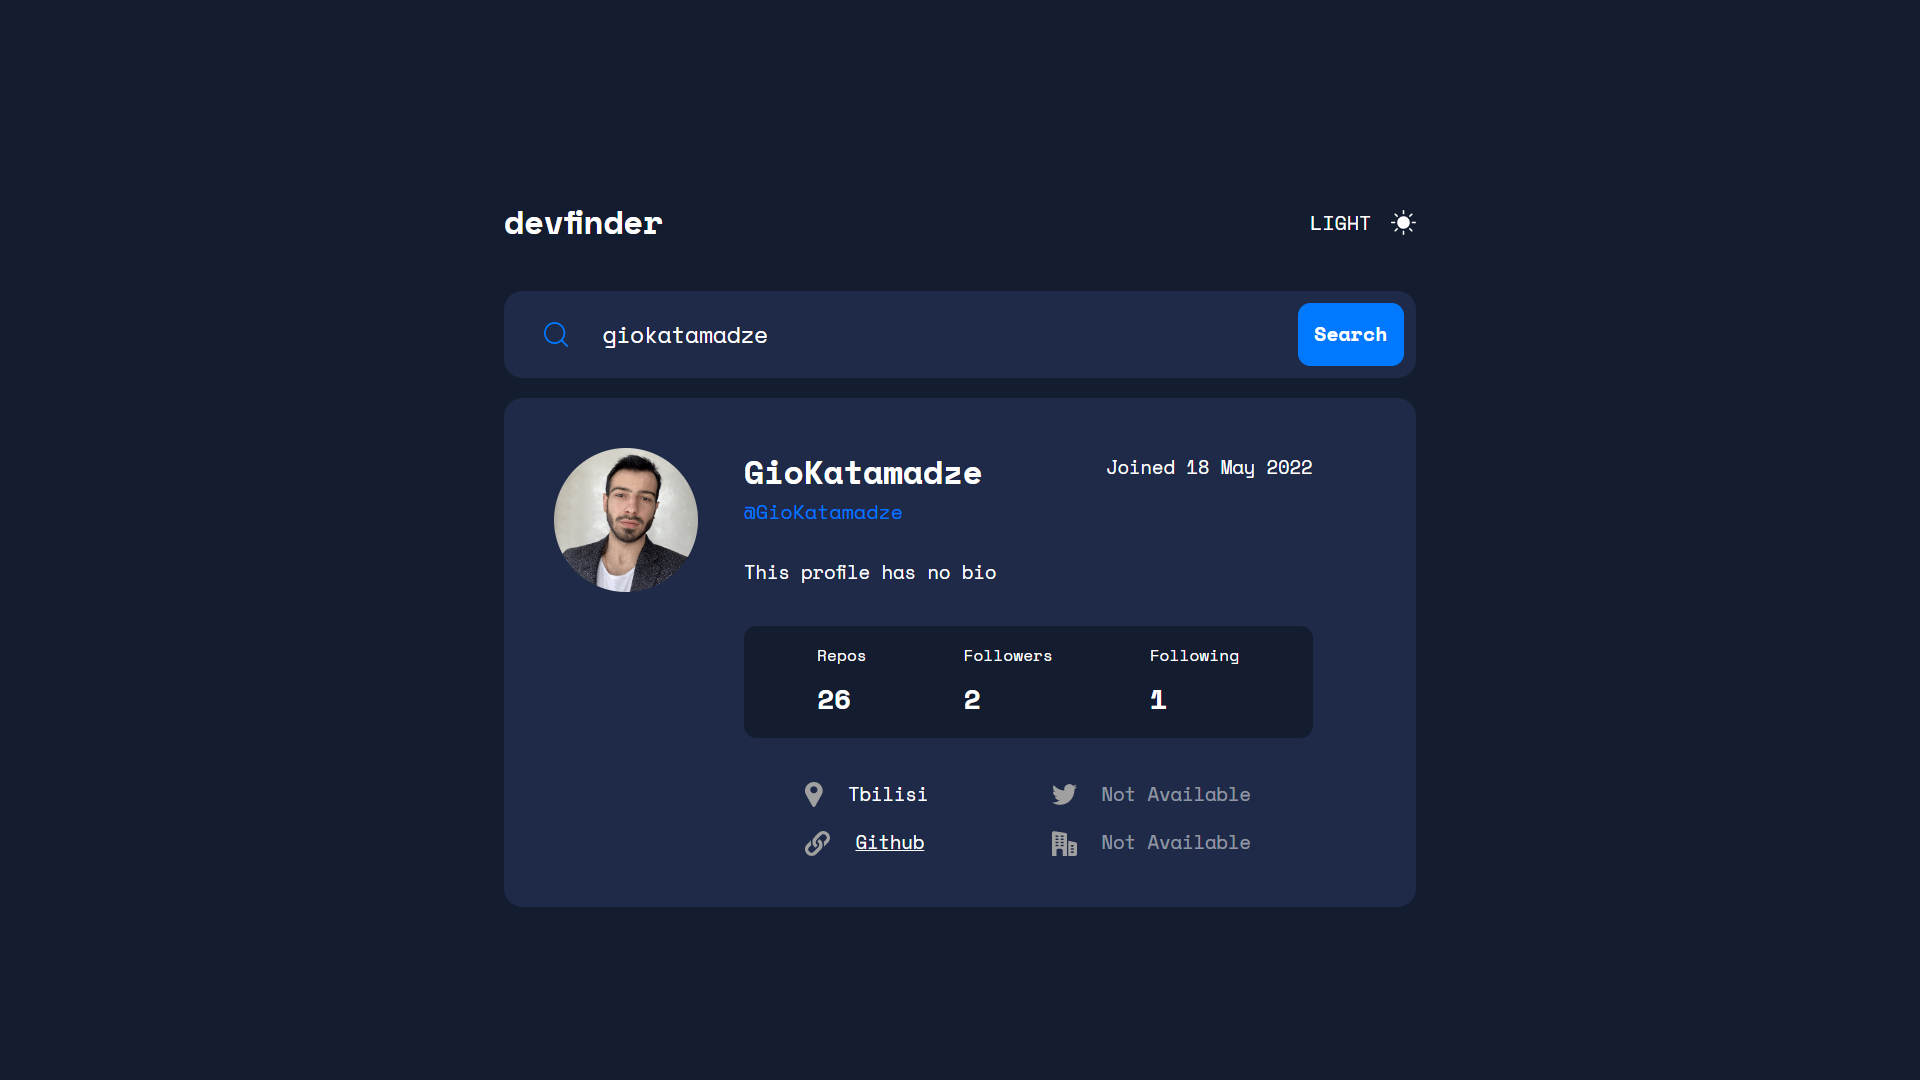 devfinder
LIGHT
giokatamadze
Search
GioKatamadze
Joined 18 May 2022
@GioKatamadze
This profile has no bio
Repos Followers Following
26 2 1
Tbilisi Not Available
Github Not Available